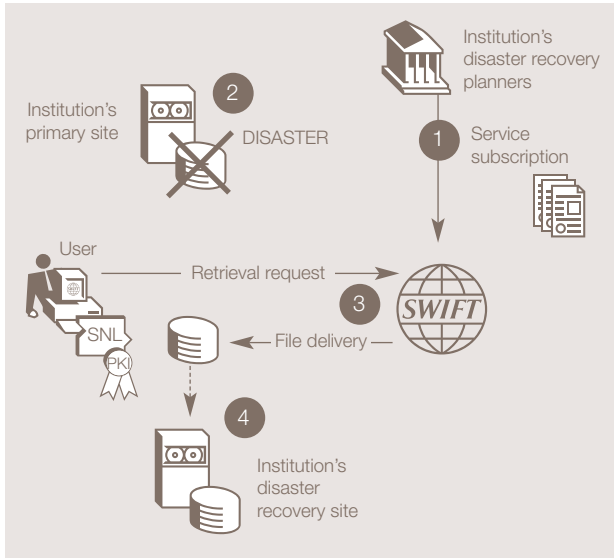 Institution's
disaster recovery
planners
1
Service
subscription
2
Institution's
primary site
DISASTER
User
Retrieval request
3
SWIFT
SNL
PKI
File delivery
4
Institution's
disaster
recovery site